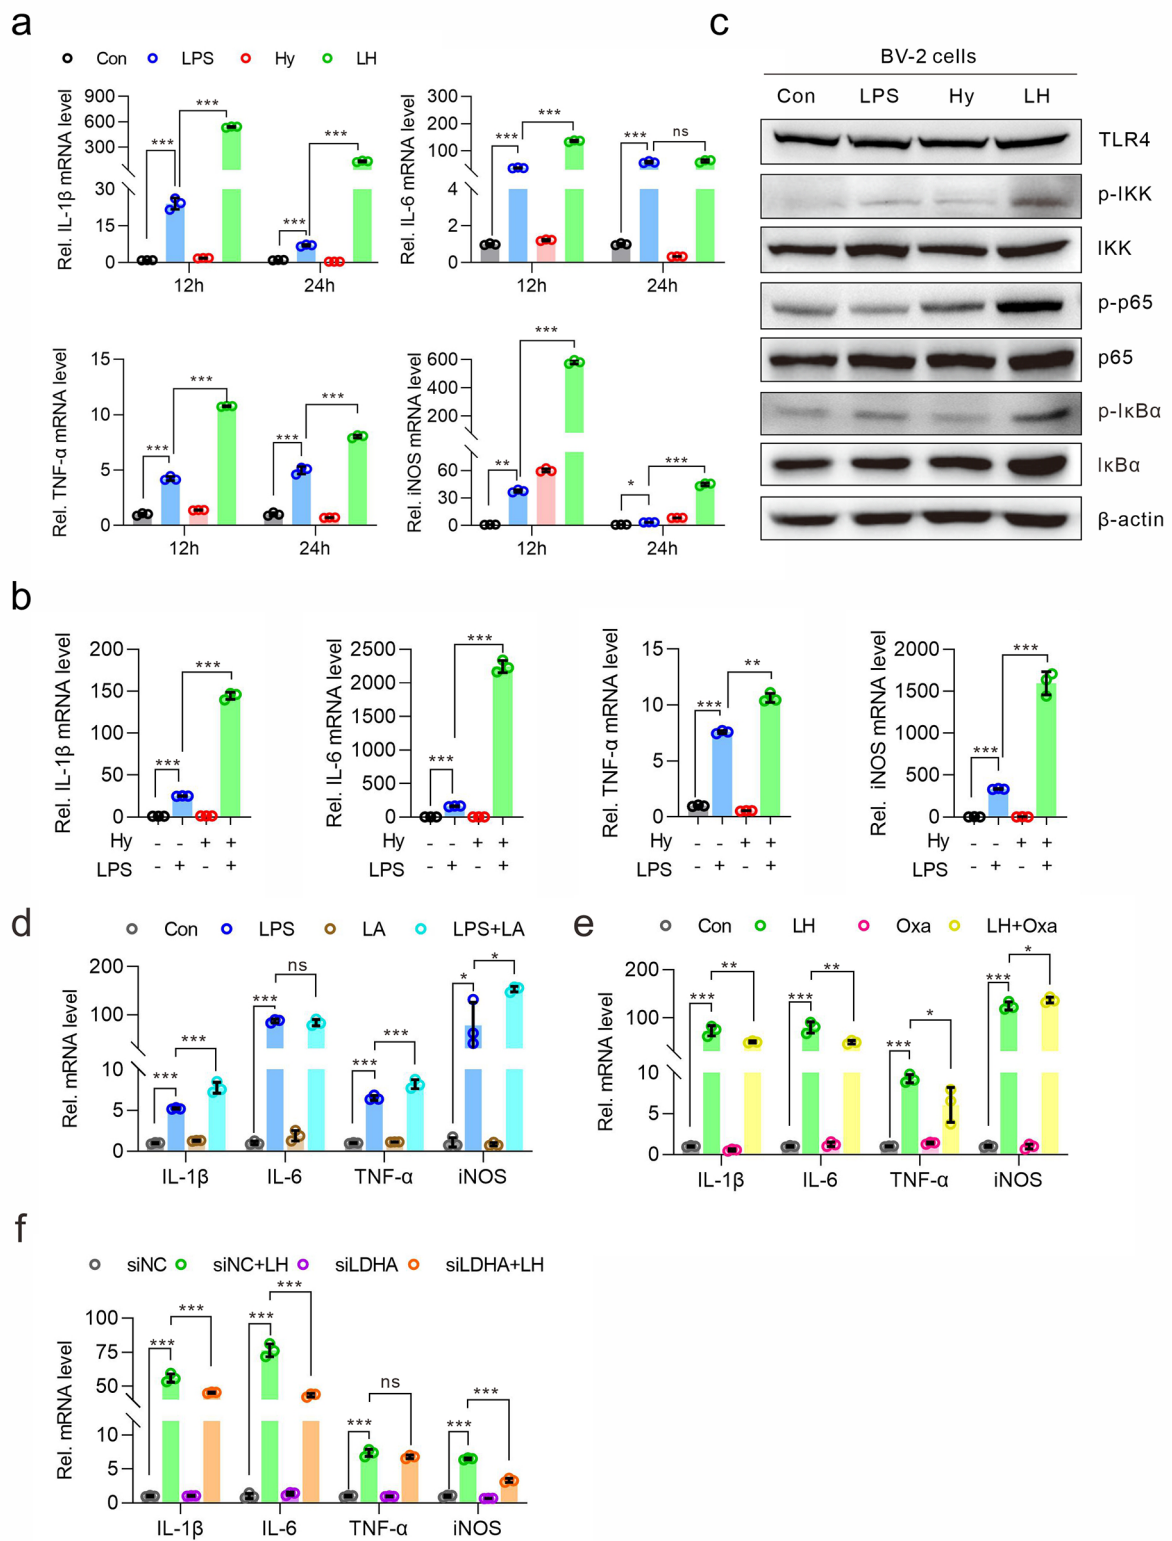 a
Con LPS Hy LH
Rel. IL-1β mRNA level
900
600
300
30
15
0
*** *** *** ***
12h 24h
Rel. IL-6 mRNA level
300
200
100
4
2
0
*** *** *** ns
12h 24h
Rel. TNF-α mRNA level
15
10
5
0
*** *** *** ***
12h 24h
Rel. iNOS mRNA level
600
400
200
60
30
0
** *** * ***
12h 24h
c
BV-2 cells
Con LPS Hy LH
TLR4
p-IKK
IKK
p-p65
p65
p-IκBα
IκBα
β-actin
b
Rel. IL-1β mRNA level
200
150
100
50
0
*** ***
Hy - - + +
LPS - + - +
Rel. IL-6 mRNA level
2500
2000
1500
1000
500
0
*** ***
Hy - - + +
LPS - + - +
Rel. TNF-α mRNA level
15
10
5
0
*** **
Hy - - + +
LPS - + - +
Rel. iNOS mRNA level
2000
1500
1000
500
0
*** ***
Hy - - + +
LPS - + - +
d
Con LPS LA LPS+LA
Rel. mRNA level
200
100
10
5
0
*** *** *** ns *** *** * *
IL-1β IL-6 TNF-α iNOS
e
Con LH Oxa LH+Oxa
Rel. mRNA level
200
100
10
5
0
*** ** *** ** *** * *** *
IL-1β IL-6 TNF-α iNOS
f
siNC siNC+LH siLDHA siLDHA+LH
Rel. mRNA level
100
75
50
10
5
0
*** *** *** *** *** ns *** ***
IL-1β IL-6 TNF-α iNOS